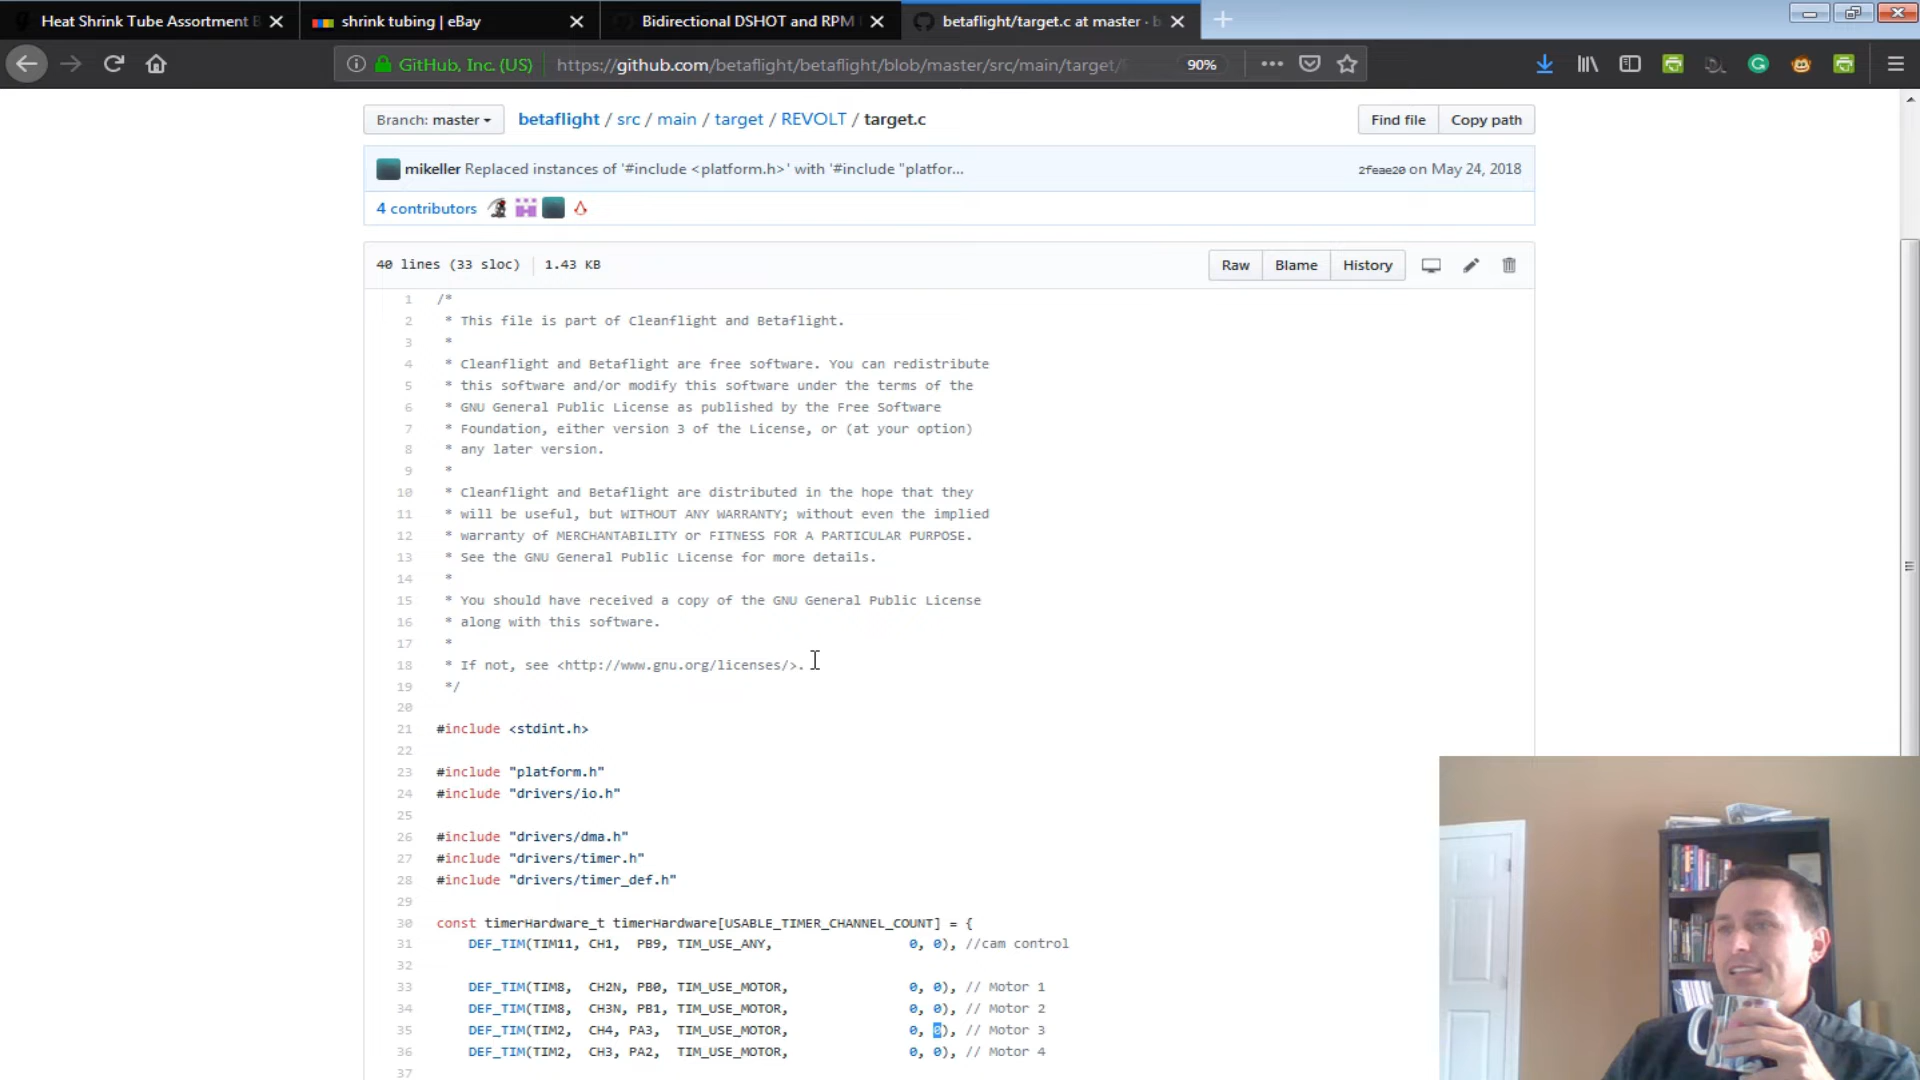 Heat Shrink Tube Assortment B
shrink tubing | eBay
Bidirectional DSHOT and RPM
betaflight/target.c at master · b
GitHub, Inc. (US)
https://github.com/betaflight/betaflight/blob/master/src/main/target/
90%
Branch: master
betaflight / src / main / target / REVOLT / target.c
Find file
Copy path
mikeller Replaced instances of '#include <platform.h>' with '#include "platfor...
2feae20 on May 24, 2018
4 contributors
40 lines (33 sloc) 1.43 KB
Raw
Blame
History
1 /*
2 * This file is part of Cleanflight and Betaflight.
3 *
4 * Cleanflight and Betaflight are free software. You can redistribute
5 * this software and/or modify this software under the terms of the
6 * GNU General Public License as published by the Free Software
7 * Foundation, either version 3 of the License, or (at your option)
8 * any later version.
9 *
10 * Cleanflight and Betaflight are distributed in the hope that they
11 * will be useful, but WITHOUT ANY WARRANTY; without even the implied
12 * warranty of MERCHANTABILITY or FITNESS FOR A PARTICULAR PURPOSE.
13 * See the GNU General Public License for more details.
14 *
15 * You should have received a copy of the GNU General Public License
16 * along with this software.
17 *
18 * If not, see <http://www.gnu.org/licenses/>.
19 */
20
21 #include <stdint.h>
22
23 #include "platform.h"
24 #include "drivers/io.h"
25
26 #include "drivers/dma.h"
27 #include "drivers/timer.h"
28 #include "drivers/timer_def.h"
29
30 const timerHardware_t timerHardware[USABLE_TIMER_CHANNEL_COUNT] = {
31 DEF_TIM(TIM11, CH1, PB9, TIM_USE_ANY, 0, 0), //cam control
32
33 DEF_TIM(TIM8, CH2N, PB0, TIM_USE_MOTOR, 0, 0), // Motor 1
34 DEF_TIM(TIM8, CH3N, PB1, TIM_USE_MOTOR, 0, 0), // Motor 2
35 DEF_TIM(TIM2, CH4, PA3, TIM_USE_MOTOR, 0, 0), // Motor 3
36 DEF_TIM(TIM2, CH3, PA2, TIM_USE_MOTOR, 0, 0), // Motor 4
37